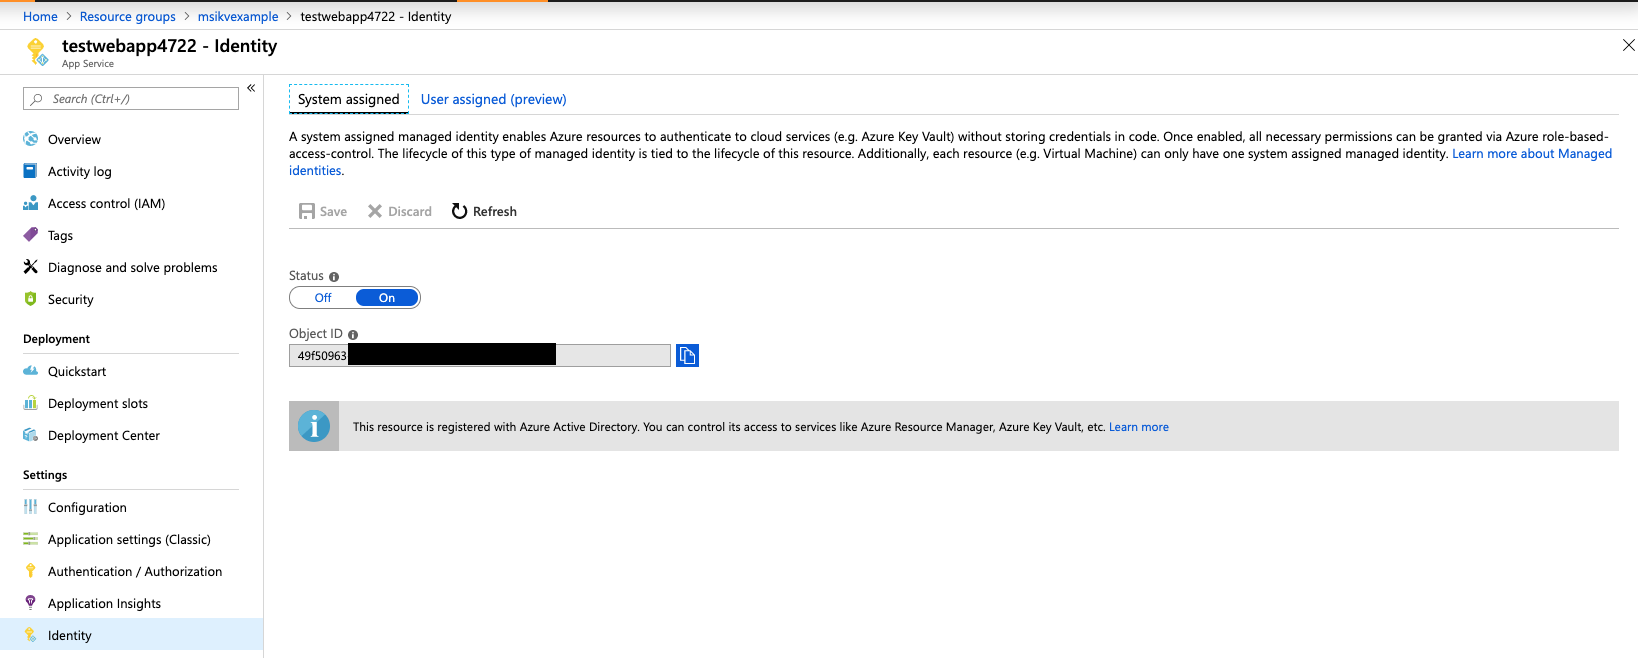 Home > Resource groups > msikvexample > testwebapp4722 - Identity
testwebapp4722 - Identity
App Service
Search (Ctrl+/)
«
Overview
Activity log
Access control (IAM)
Tags
Diagnose and solve problems
Security
Deployment
Quickstart
Deployment slots
Deployment Center
Settings
Configuration
Application settings (Classic)
Authentication / Authorization
Application Insights
Identity
System assigned User assigned (preview)
A system assigned managed identity enables Azure resources to authenticate to cloud services (e.g. Azure Key Vault) without storing credentials in code. Once enabled, all necessary permissions can be granted via Azure role-based-
access-control. The lifecycle of this type of managed identity is tied to the lifecycle of this resource. Additionally, each resource (e.g. Virtual Machine) can only have one system assigned managed identity. Learn more about Managed
identities.
Save Discard Refresh
Status
Off On
Object ID
49f50963
This resource is registered with Azure Active Directory. You can control its access to services like Azure Resource Manager, Azure Key Vault, etc. Learn more